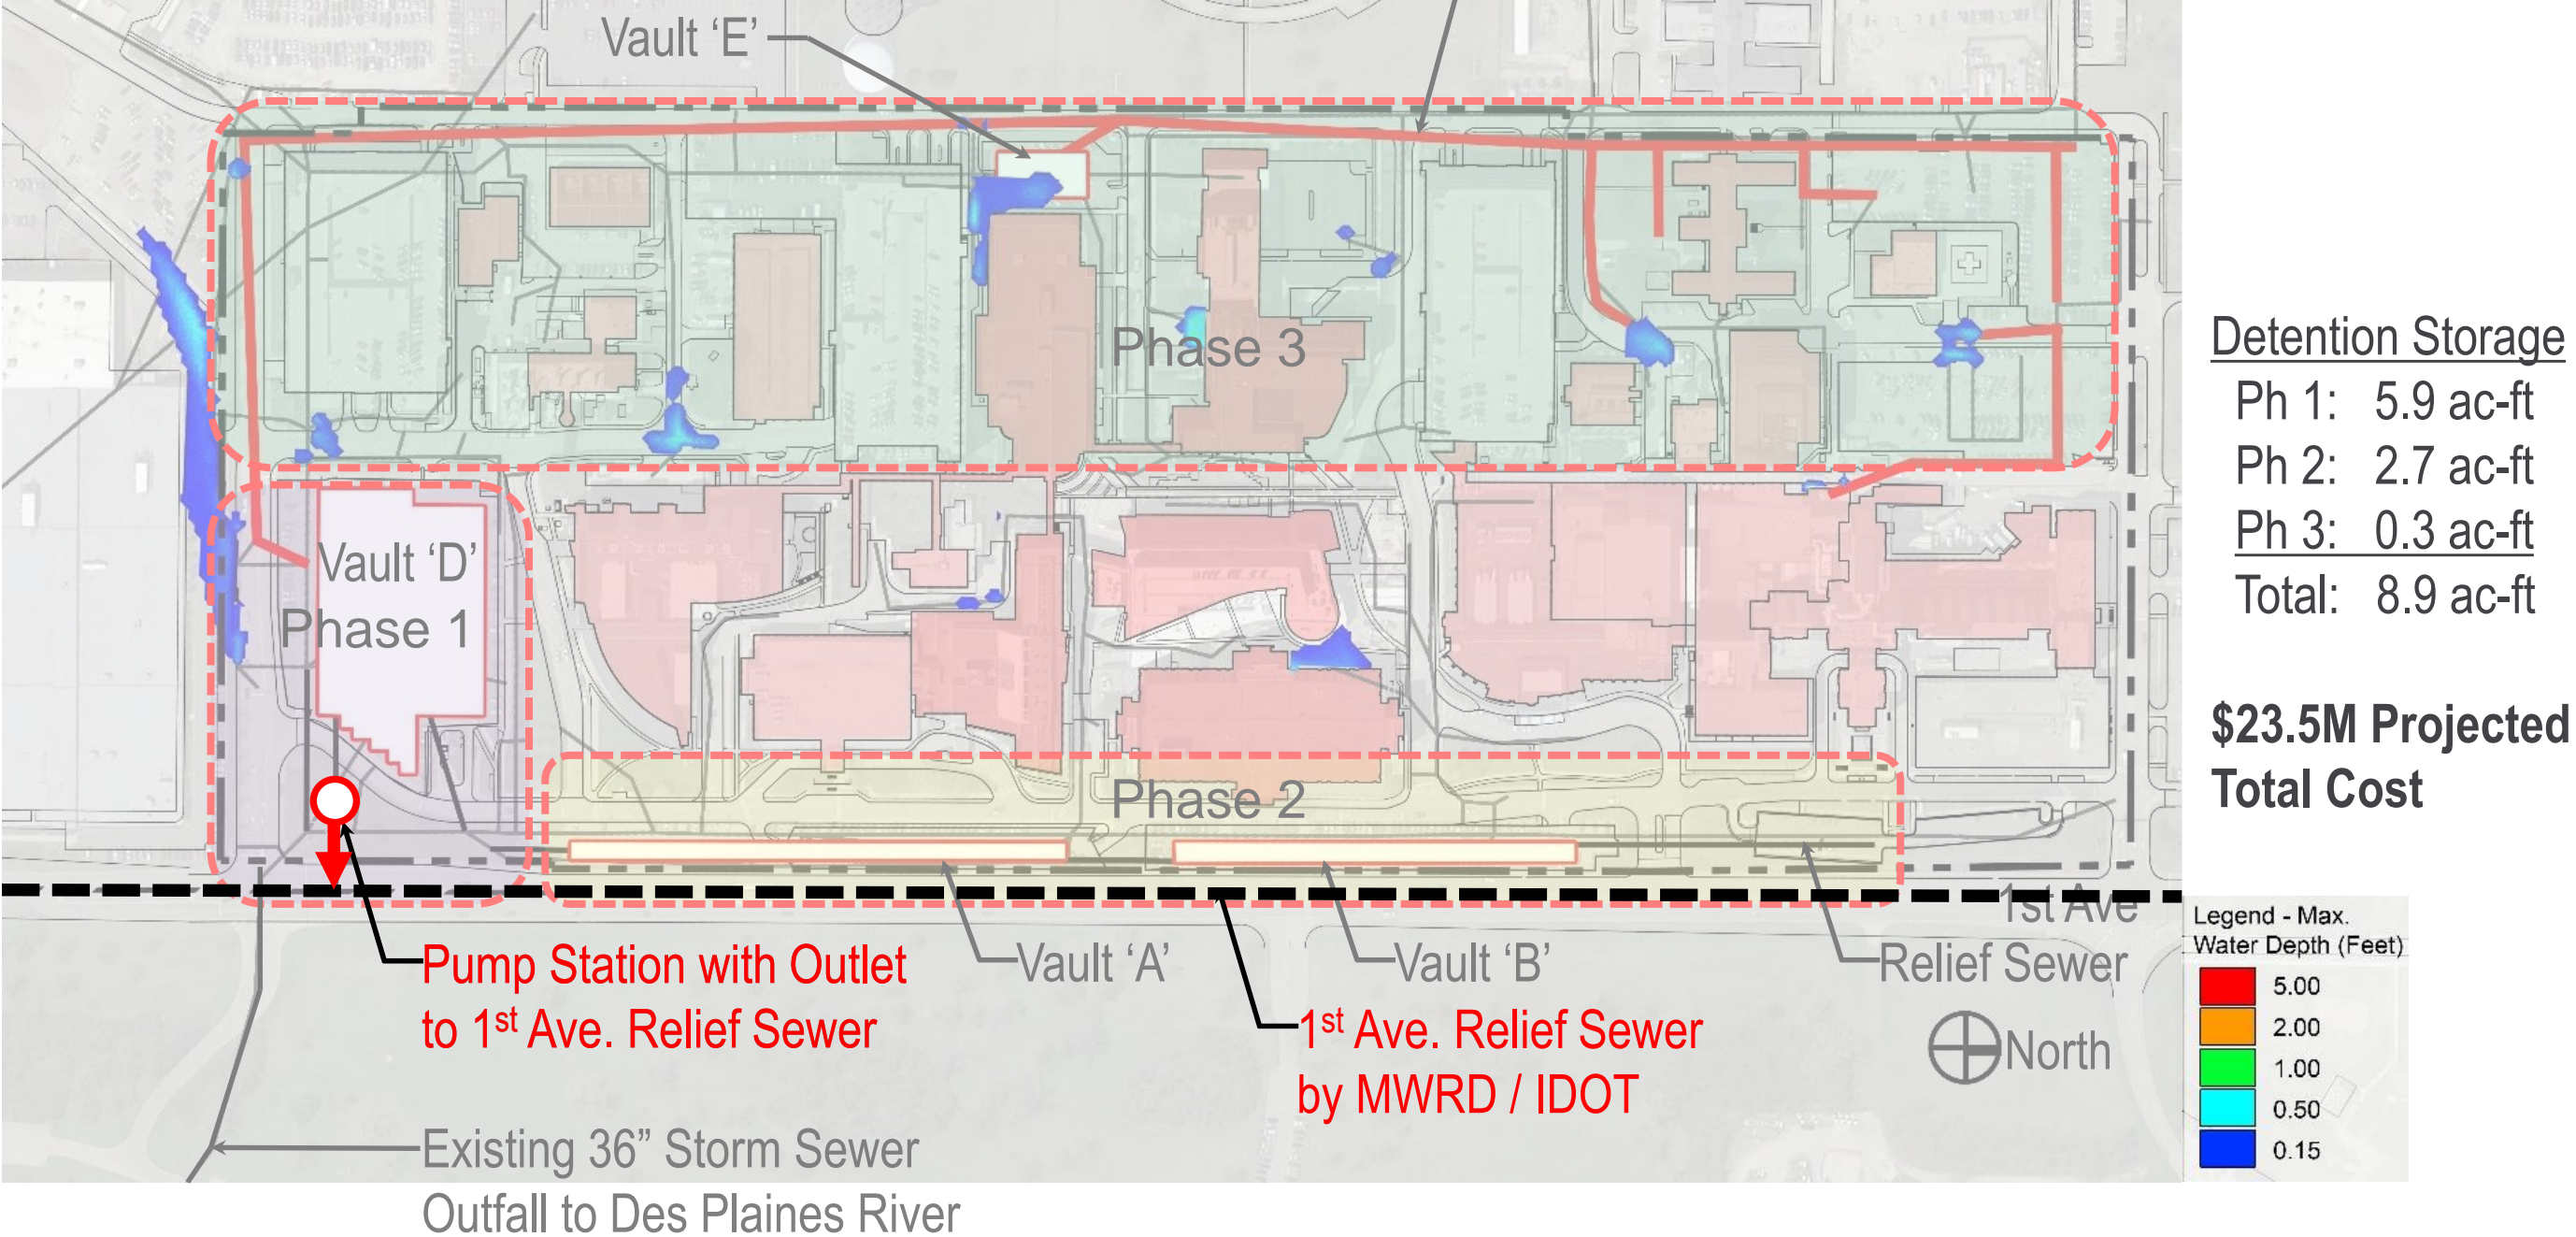 Vault ‘E’
Phase 3
Vault ‘D’
Phase 1
Phase 2
Detention Storage
Ph 1: 5.9 ac-ft
Ph 2: 2.7 ac-ft
Ph 3: 0.3 ac-ft
Total: 8.9 ac-ft
$23.5M Projected
Total Cost
1st Ave
Pump Station with Outlet
to 1st Ave. Relief Sewer
Vault ‘A’
Vault ‘B’
Relief Sewer
1st Ave. Relief Sewer
by MWRD / IDOT
North
Existing 36” Storm Sewer
Outfall to Des Plaines River
Legend - Max.
Water Depth (Feet)
5.00
2.00
1.00
0.50
0.15